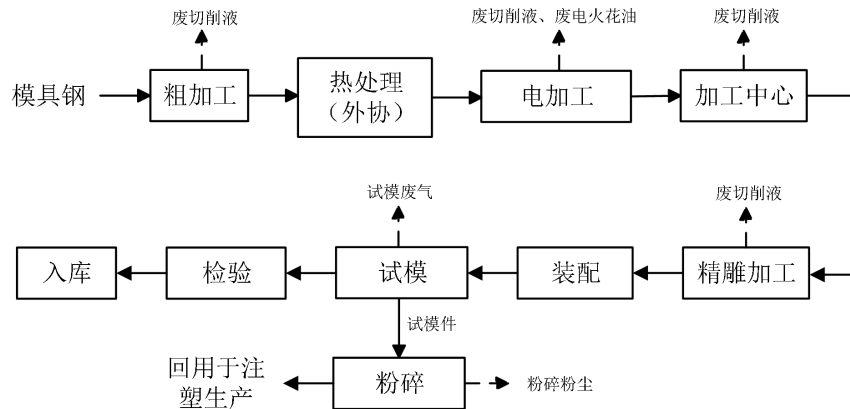 废切削液
废切削液、废电火花油
废切削液
模具钢
粗加工
热处理
（外协）
电加工
加工中心
试模废气
废切削液
入库
检验
试模
装配
精雕加工
试模件
回用于注
塑生产
粉碎
粉碎粉尘